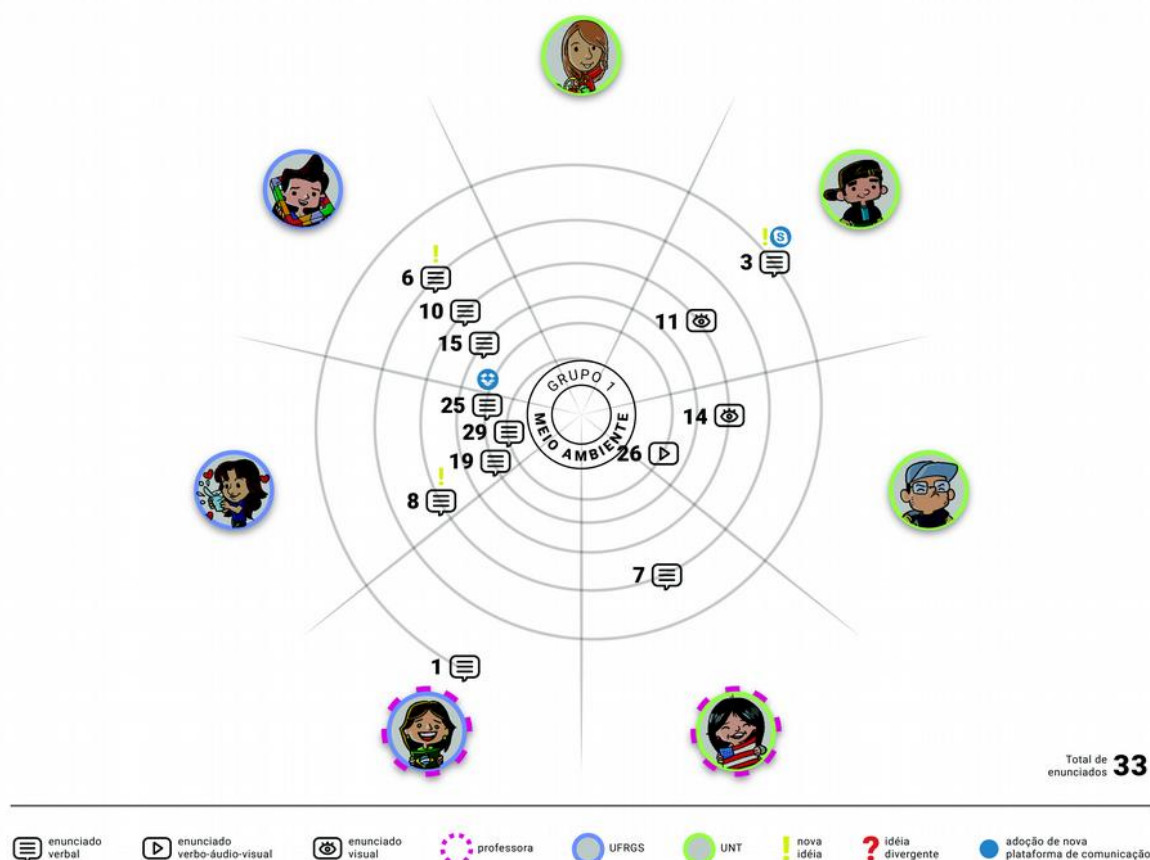 !
! S
3
6
10
11
15
GRUPO 1
MEIO AMBIENTE
25
14
29
26
19
!
8
7
1
Total de
enunciados 33
enunciado
verbal
enunciado
verbo-áudio-visual
enunciado
visual
professora
UFRGS
UNT
! nova
idéia
? idéia
divergente
adoção de nova
plataforma de comunicação